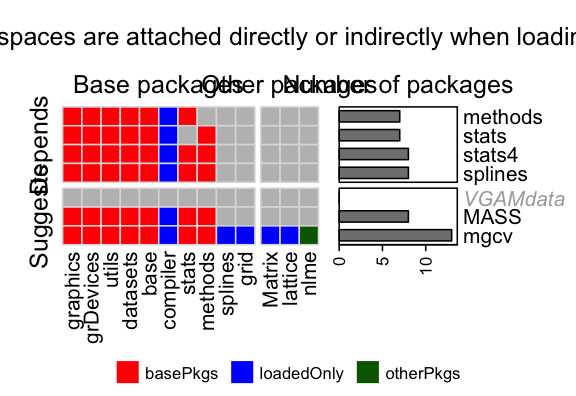 spaces are attached directly or indirectly when loadin
Base packages
Other packages
Number of packages
Depends
Suggests
methods
stats
stats4
splines
VGAMdata
MASS
mgcv
0
5
10
graphics
grDevices
utils
datasets
base
compiler
stats
methods
splines
grid
Matrix
lattice
nlme
basePkgs
loadedOnly
otherPkgs